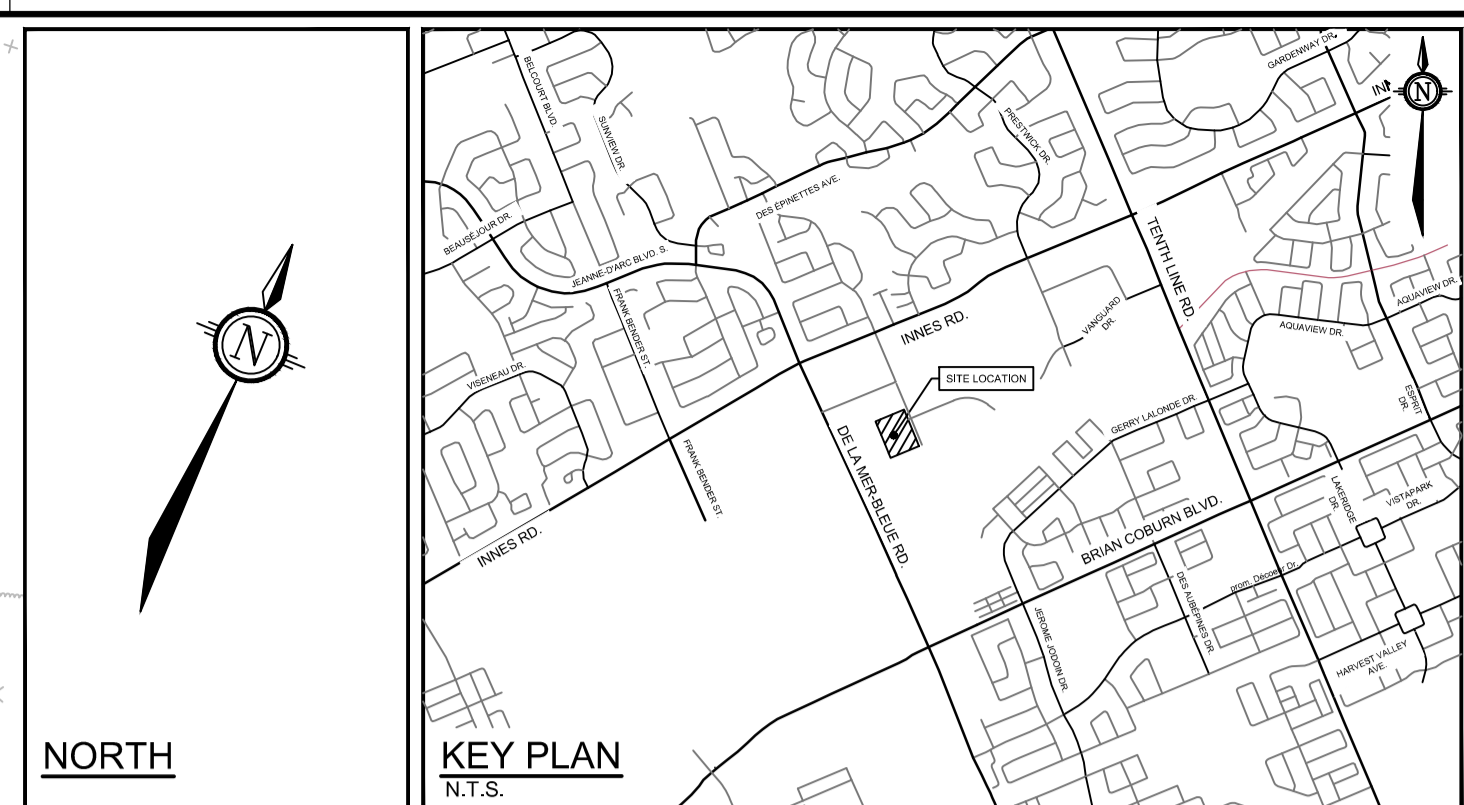 N
NORTH
BELCOURT BLVD.
SUNVIEW DR.
PRESTWICK DR.
GARDENWAY DR.
N
DES ÉPINETTES AVE.
BEAUSÉJOUR DR.
JEANNE-D'ARC BLVD. S.
FRANK BENDER ST.
INNES RD.
VANGUARD
DR.
TENTH LINE RD.
AQUAVIEW DR.
AQUAVIEW DR.
VISENEAU DR.
SITE LOCATION
ESPRIT
DR.
GERRY LALONDE DR.
DE LA MER-BLEUE RD.
FRANK BENDER ST.
LAKERIDGE
DR.
VISTAPARK
DR.
INNES RD.
BRIAN COBURN BLVD.
DES AUBÉPINES DR.
prom. Décoeur Dr.
JEROME JODOIN DR.
HARVEST VALLEY
AVE.
KEY PLAN
N.T.S.